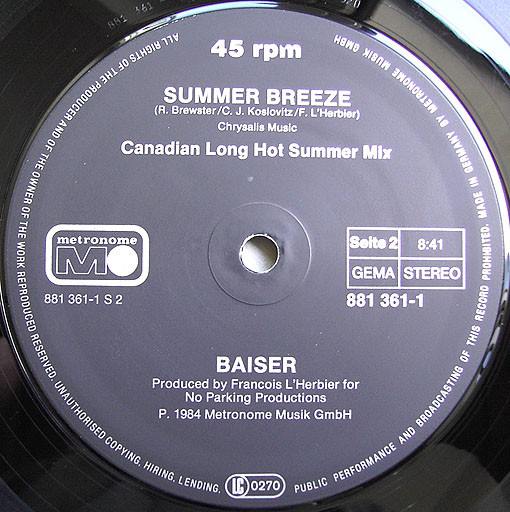 881 361
45 rpm
SUMMER BREEZE
(R. Brewster/C. J. Koslovitz/F. L'Herbier)
Chrysalis Music
Canadian Long Hot Summer Mix
metronome
MO
881 361-1 S 2
Seite 2
8:41
GEMA
STEREO
881 361-1
BAISER
Produced by Francois L'Herbier for
No Parking Productions
P. 1984 Metronome Musik GmbH
ALL RIGHTS OF THE PRODUCER AND OF THE OWNER OF THE WORK REPRODUCED RESERVED. UNAUTHORISED COPYING, HIRING, LENDING, PUBLIC PERFORMANCE AND BROADCASTING OF THIS RECORD PROHIBITED. MADE IN GERMANY BY METRONOME MUSIK GMBH
LC 0270